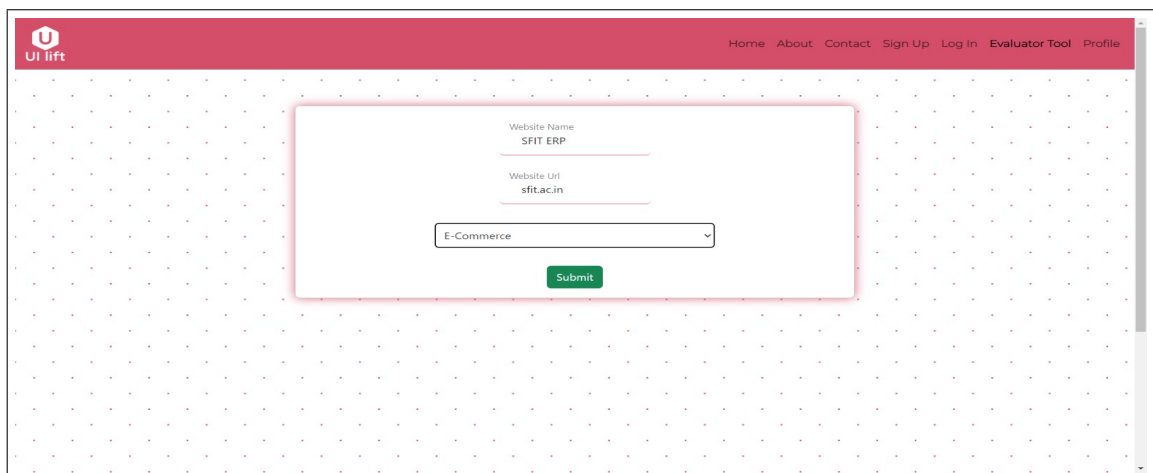 U
UI lift
Home About Contact Sign Up Log In Evaluator Tool Profile
Website Name
SFIT ERP
Website Url
sfit.ac.in
E-Commerce
Submit